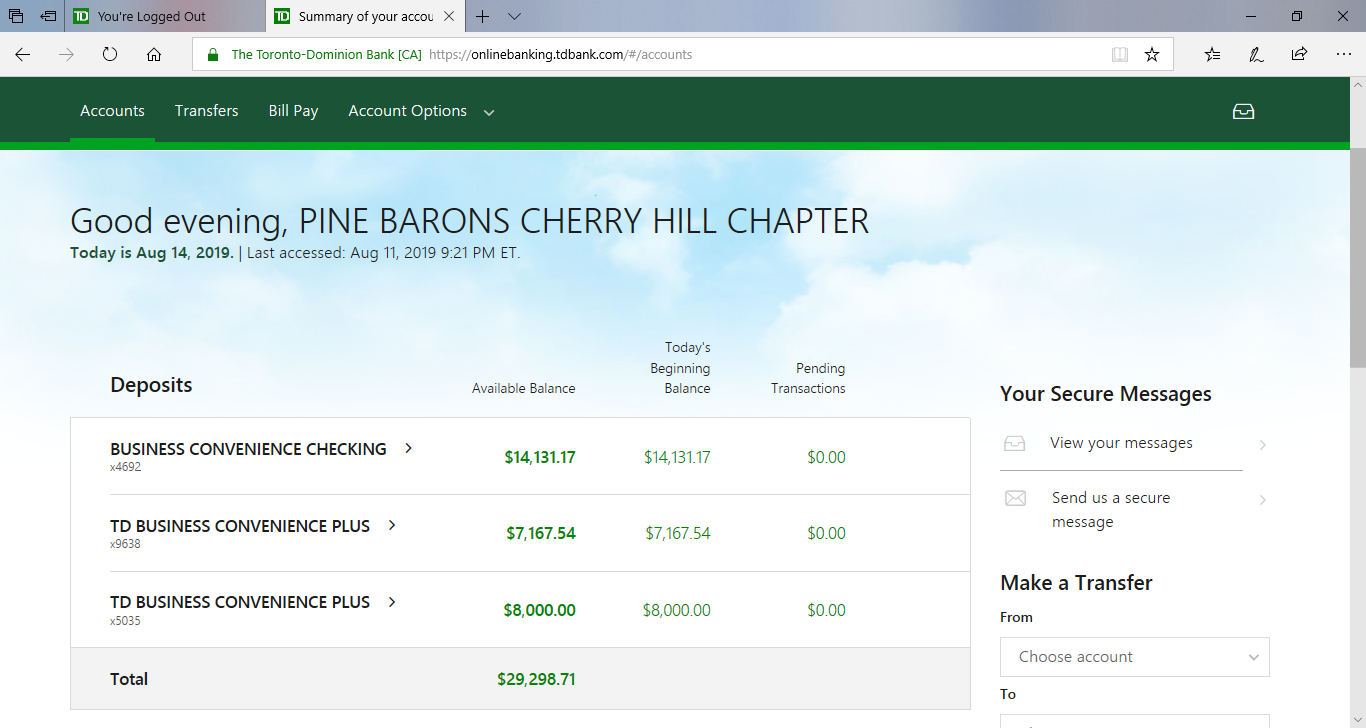 TD You're Logged Out
TD Summary of your accou
The Toronto-Dominion Bank [CA] https://onlinebanking.tdbank.com/#/accounts
Accounts Transfers Bill Pay Account Options
Good evening, PINE BARONS CHERRY HILL CHAPTER
Today is Aug 14, 2019. | Last accessed: Aug 11, 2019 9:21 PM ET.
Deposits
Available Balance
Today's
Beginning
Balance
Pending
Transactions
BUSINESS CONVENIENCE CHECKING
x4692
$14,131.17 $14,131.17 $0.00
TD BUSINESS CONVENIENCE PLUS
x9638
$7,167.54 $7,167.54 $0.00
TD BUSINESS CONVENIENCE PLUS
x5035
$8,000.00 $8,000.00 $0.00
Total $29,298.71
Your Secure Messages
View your messages
Send us a secure
message
Make a Transfer
From
Choose account
To